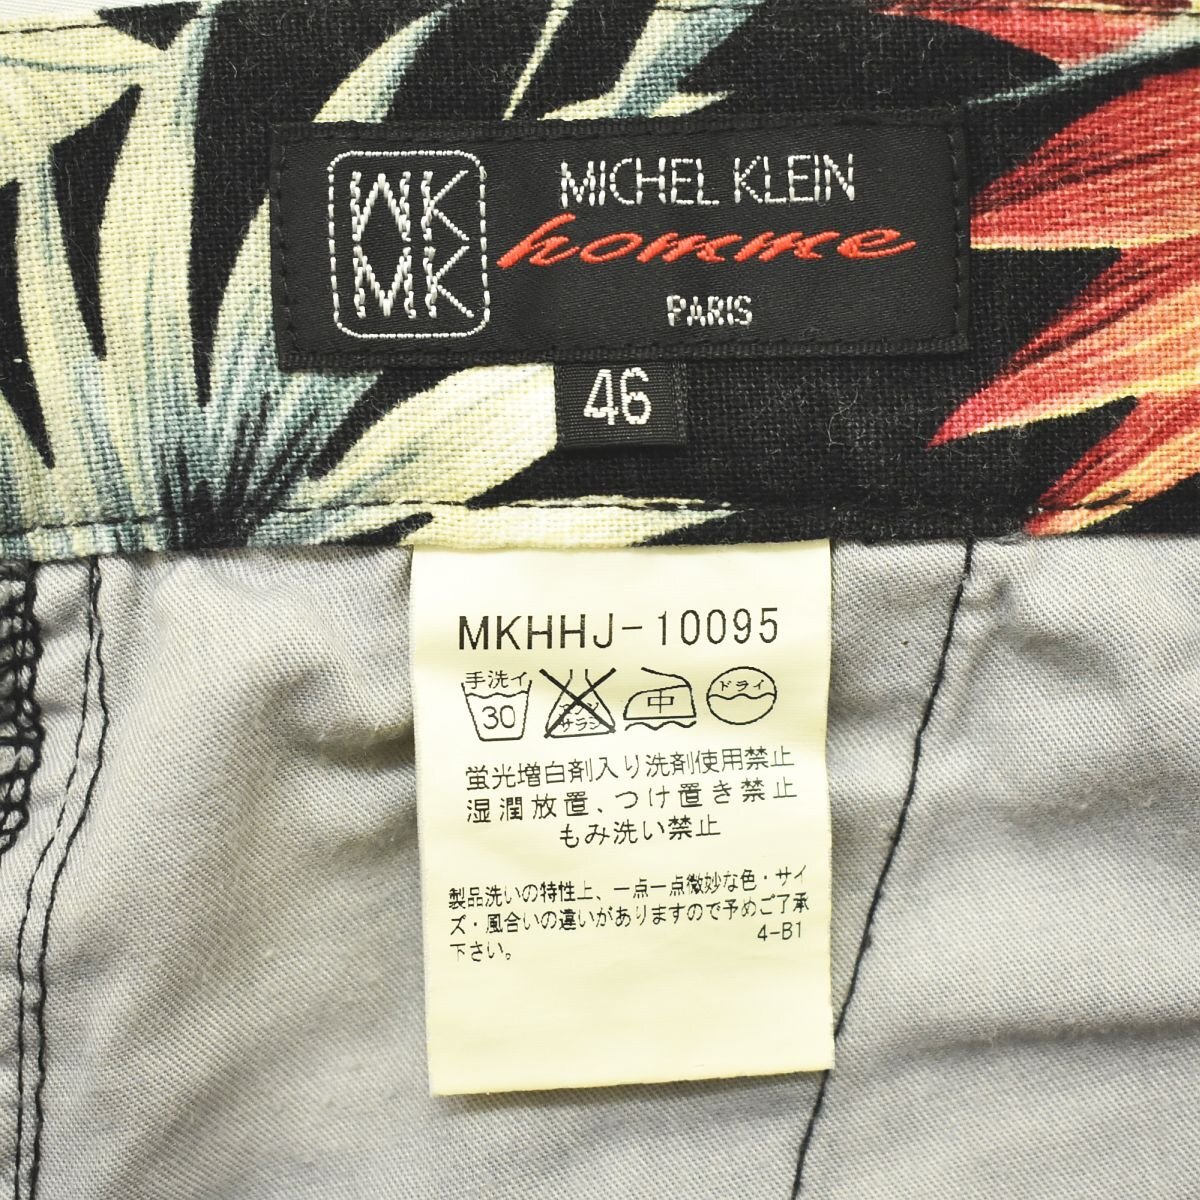 MK
MK
MICHEL KLEIN
homme
PARIS
46
MKHHJ-10095
手洗イ
30
エンソ
サラシ
中
ドライ
蛍光増白剤入り洗剤使用禁止
湿潤放置、つけ置き禁止
もみ洗い禁止
製品洗いの特性上、一点一点微妙な色・サイ
ズ・風合いの違いがありますので予めご了承
下さい。
4-B1